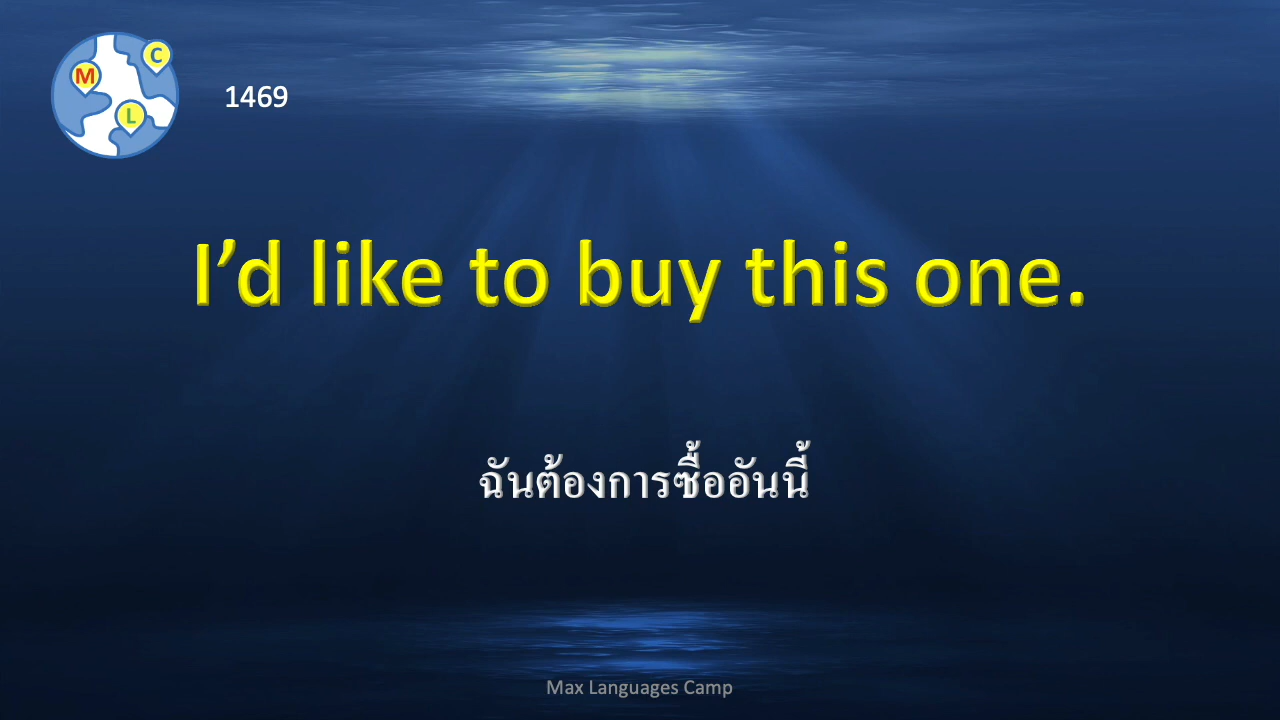 C
M
L
1469
I’d like to buy this one.
ฉันต้องการซื้ออันนี้
Max Languages Camp